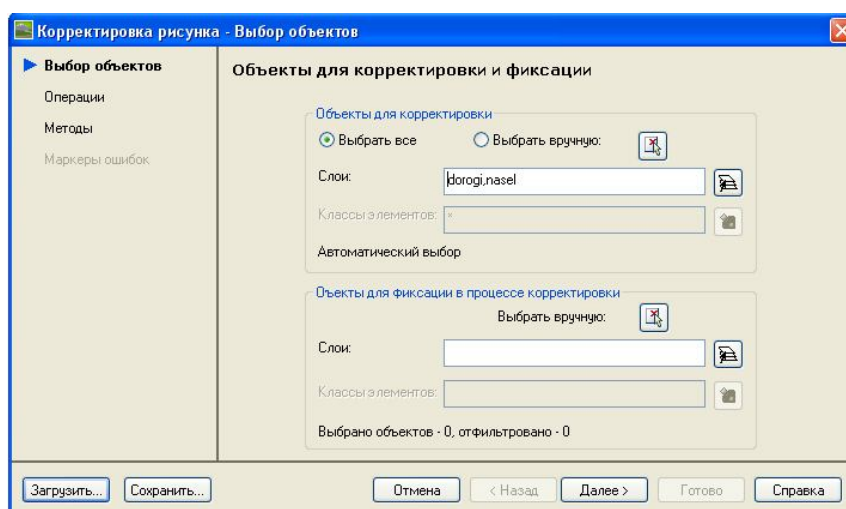 Корректировка рисунка - Выбор объектов
Выбор объектов
Операции
Методы
Маркеры ошибок
Объекты для корректировки и фиксации
Объекты для корректировки
Выбрать все
Выбрать вручную:
Слои:
dorogi,nasel
Классы элементов:
*
Автоматический выбор
Оъекты для фиксации в процессе корректировки
Выбрать вручную:
Слои:
Классы элементов:
Выбрано объектов - 0, отфильтровано - 0
Загрузить... Сохранить... Отмена < Назад Далее > Готово Справка